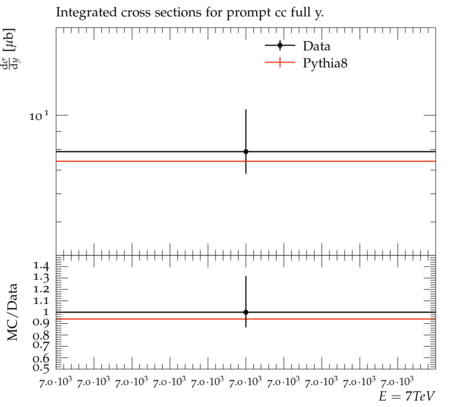 Integrated cross sections for prompt cc full y.
dσ/dy [μb]
Data
Pythia8
10¹
MC/Data
1.4
1.3
1.2
1.1
1
0.9
0.8
0.7
0.6
0.5
7.0·10³ 7.0·10³ 7.0·10³ 7.0·10³ 7.0·10³ 7.0·10³ 7.0·10³ 7.0·10³ 7.0·10³ 7.0·10³
E = 7TeV